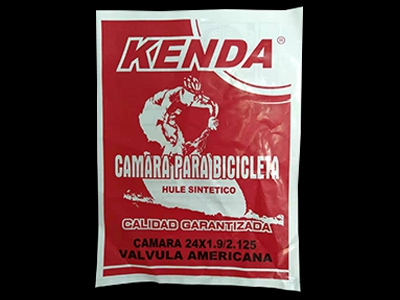 KENDA®
CAMARA PARA BICICLETA
HULE SINTETICO
CALIDAD GARANTIZADA
CAMARA 24X1.9/2.125
VALVULA AMERICANA